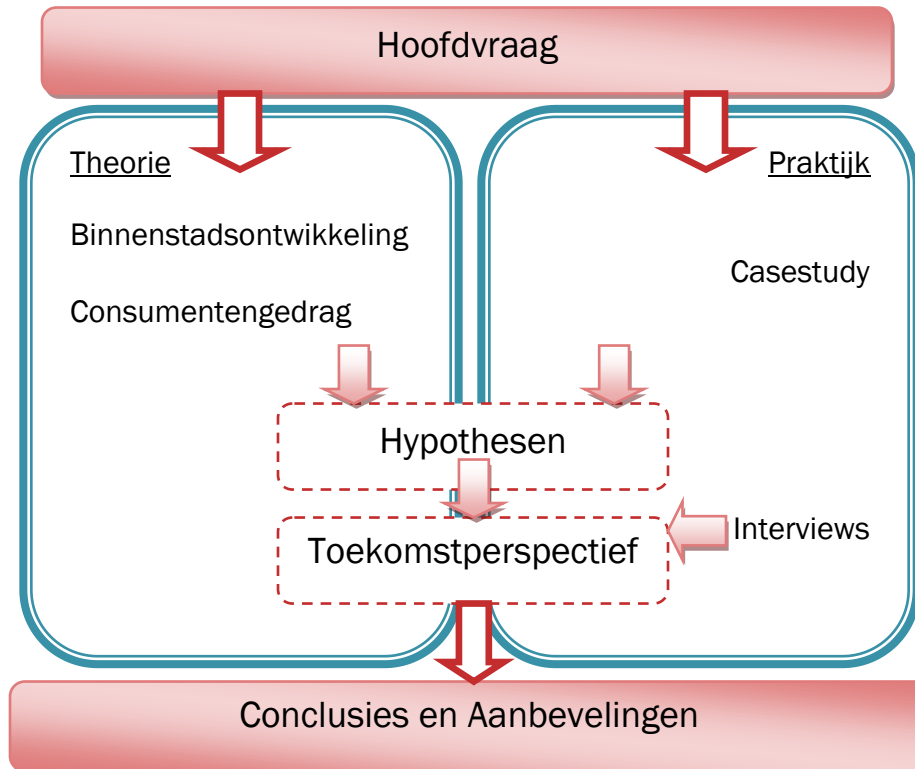 Hoofdvraag
Theorie
Binnenstadsontwikkeling
Consumentengedrag
Praktijk
Casestudy
Hypothesen
Toekomstperspectief
Interviews
Conclusies en Aanbevelingen